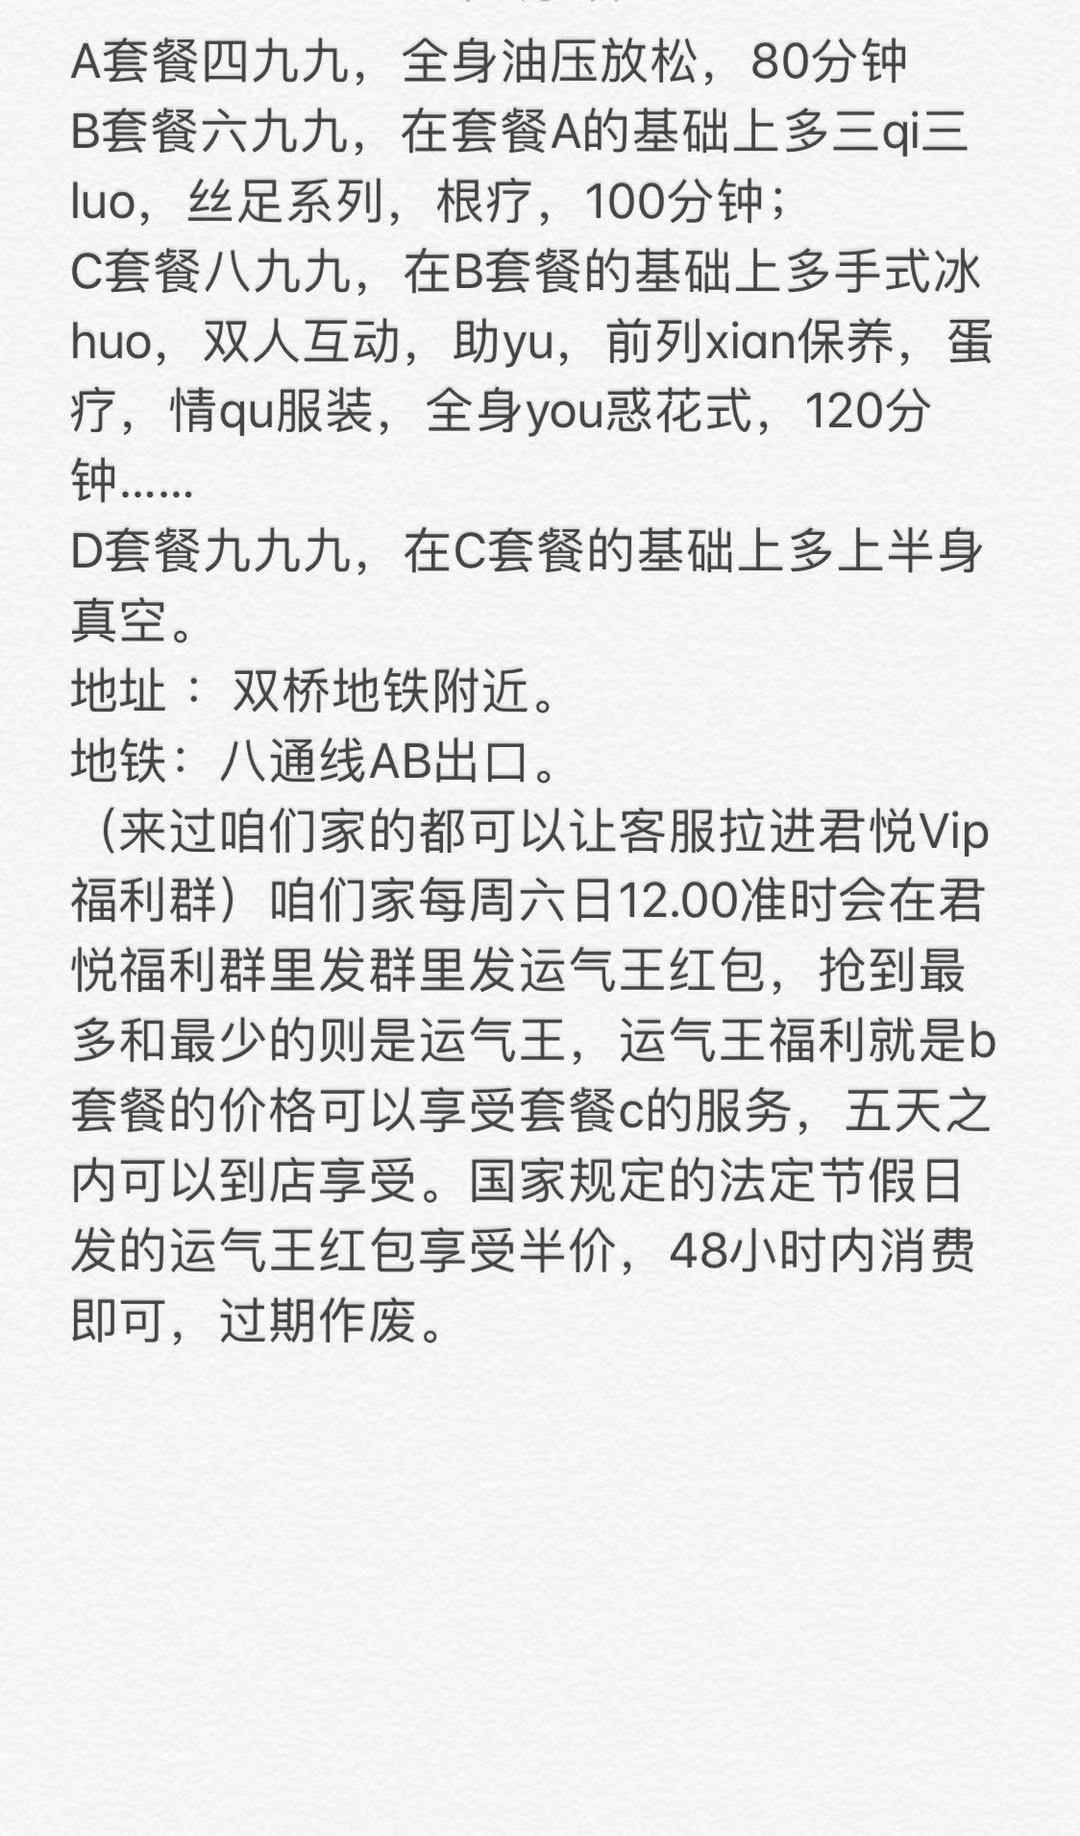 A套餐四九九，全身油压放松，80分钟
B套餐六九九，在套餐A的基础上多三qi三
luo，丝足系列，根疗，100分钟；
C套餐八九九，在B套餐的基础上多手式冰
huo，双人互动，助yu，前列xian保养，蛋
疗，情qu服装，全身you惑花式，120分
钟……
D套餐九九九，在C套餐的基础上多上半身
真空。
地址 ：双桥地铁附近。
地铁：八通线AB出口。
（来过咱们家的都可以让客服拉进君悦Vip
福利群）咱们家每周六日12.00准时会在君
悦福利群里发群里发运气王红包，抢到最
多和最少的则是运气王，运气王福利就是b
套餐的价格可以享受套餐c的服务，五天之
内可以到店享受。国家规定的法定节假日
发的运气王红包享受半价，48小时内消费
即可，过期作废。